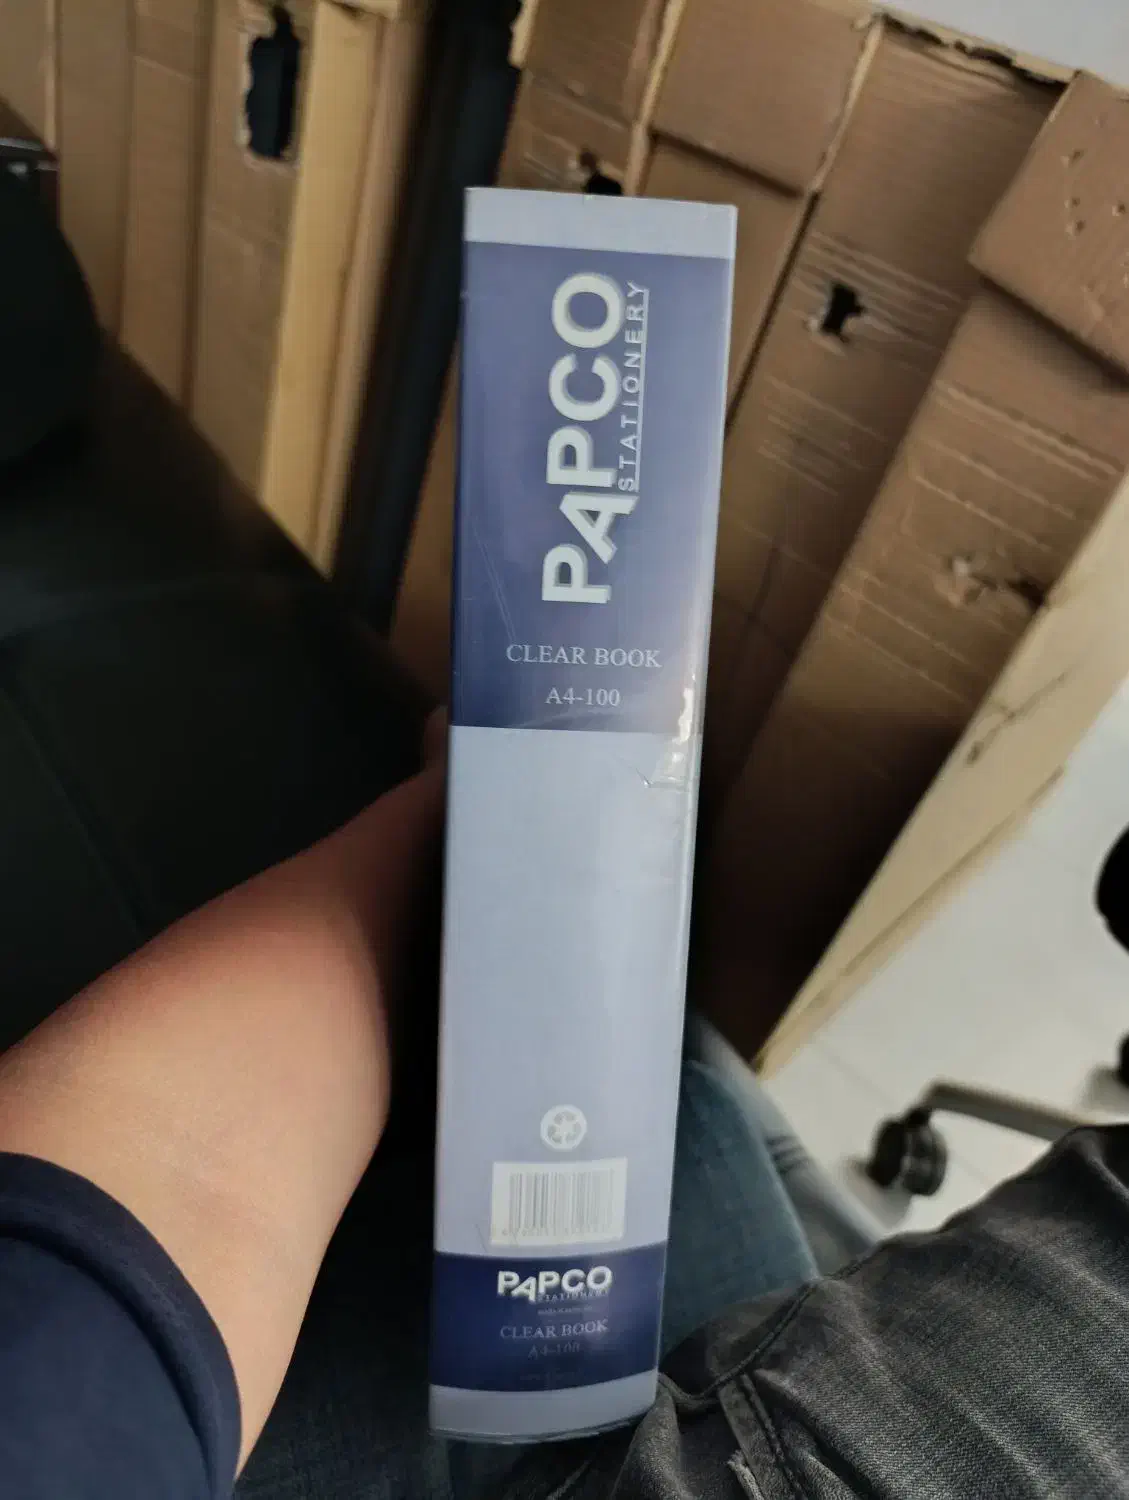 PAPCO
STATIONERY
CLEAR BOOK
A4-100
PAPCO
STATIONERY
CLEAR BOOK
A4-100